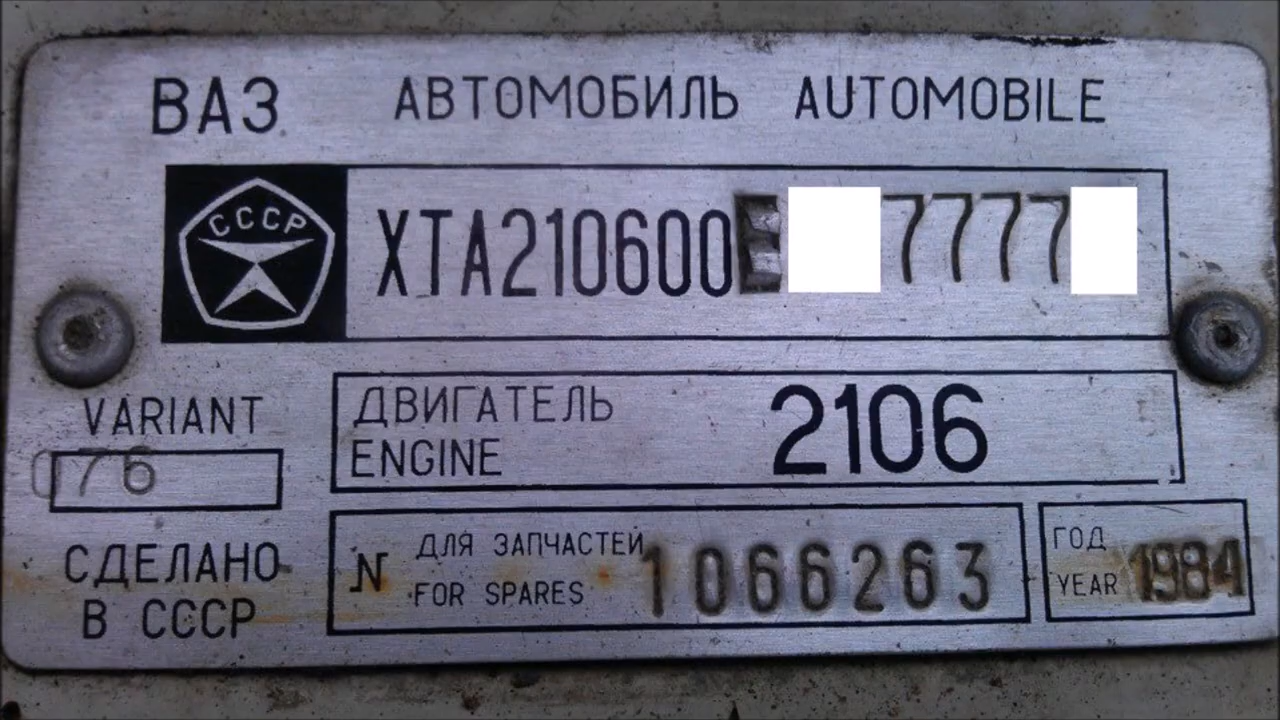 ВАЗ АВТОМОБИЛЬ AUTOMOBILE
СССР
XTA210600E 7777
VARIANT
076
ДВИГАТЕЛЬ
ENGINE
2106
СДЕЛАНО
В СССР
N ДЛЯ ЗАПЧАСТЕЙ
FOR SPARES
1066263
ГОД
YEAR
1984